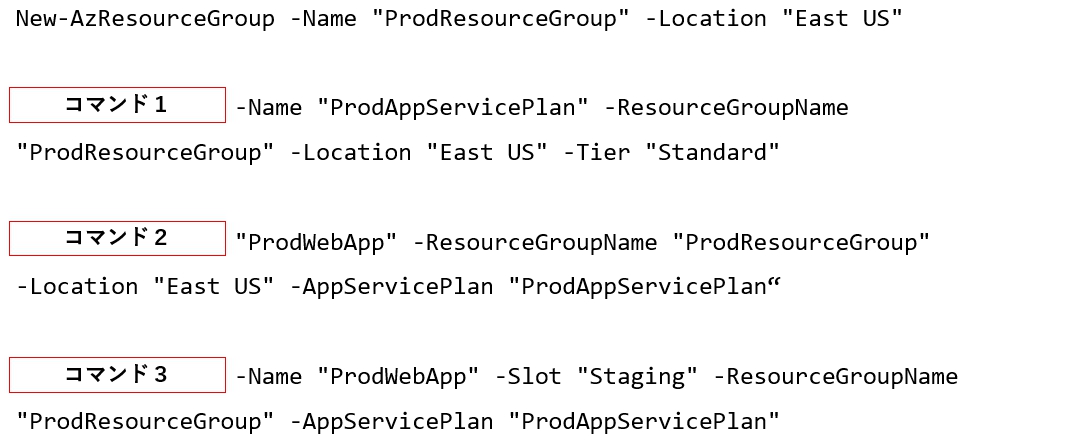 New-AzResourceGroup -Name "ProdResourceGroup" -Location "East US"
コマンド1 -Name "ProdAppServicePlan" -ResourceGroupName
"ProdResourceGroup" -Location "East US" -Tier "Standard"
コマンド2 "ProdWebApp" -ResourceGroupName "ProdResourceGroup"
-Location "East US" -AppServicePlan "ProdAppServicePlan“
コマンド3 -Name "ProdWebApp" -Slot "Staging" -ResourceGroupName
"ProdResourceGroup" -AppServicePlan "ProdAppServicePlan"